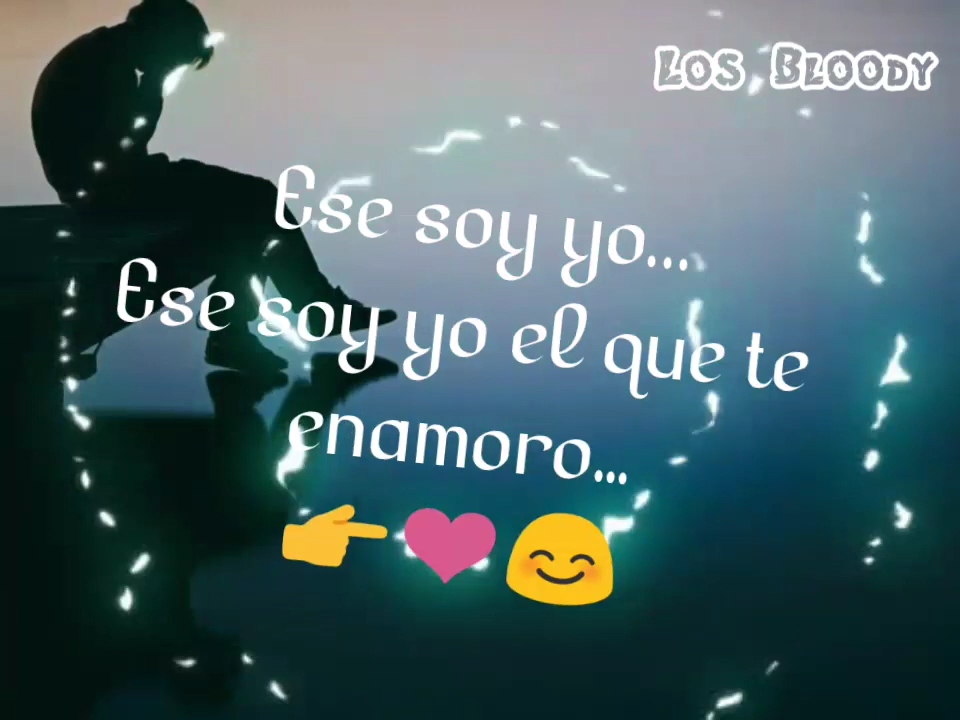 Los Bloody
Ese soy yo...
Ese soy yo el que te
enamoro...
👉❤😊